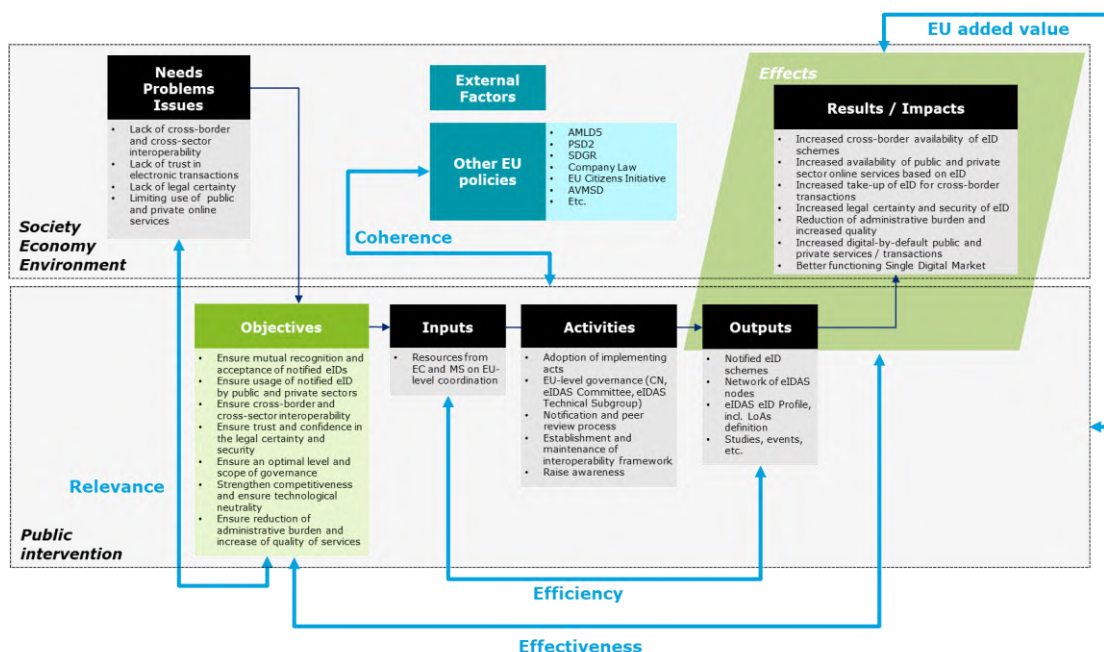 EU added value
Needs
Problems
Issues
• Lack of cross-border
and cross-sector
interoperability
• Lack of trust in
electronic transactions
• Lack of legal certainty
• Limiting use of public
and private online
services
External
Factors
Other EU
policies
• AMLD5
• PSD2
• SDGR
• Company Law
• EU Citizens Initiative
• AVMSD
• Etc.
Effects
Results / Impacts
• Increased cross-border availability of eID
schemes
• Increased availability of public and private
sector online services based on eID
• Increased take-up of eID for cross-border
transactions
• Increased legal certainty and security of eID
• Reduction of administrative burden and
increased quality
• Increased digital-by-default public and
private services / transactions
• Better functioning Single Digital Market
Society
Economy
Environment
Coherence
Objectives
• Ensure mutual recognition and
acceptance of notified eIDs
• Ensure usage of notified eID
by public and private sectors
• Ensure cross-border and
cross-sector interoperability
• Ensure trust and confidence in
the legal certainty and
security
• Ensure an optimal level and
scope of governance
• Strengthen competitiveness
and ensure technological
neutrality
• Ensure reduction of
administrative burden and
increase of quality of services
Inputs
• Resources from
EC and MS on EU-
level coordination
Activities
• Adoption of implementing
acts
• EU-level governance (CN,
eIDAS Committee, eIDAS
Technical Subgroup)
• Notification and peer
review process
• Establishment and
maintenance of
interoperability framework
• Raise awareness
Outputs
• Notified eID
schemes
• Network of eIDAS
nodes
• eIDAS eID Profile,
incl. LoAs
definition
• Studies, events,
etc.
Relevance
Public
intervention
Efficiency
Effectiveness